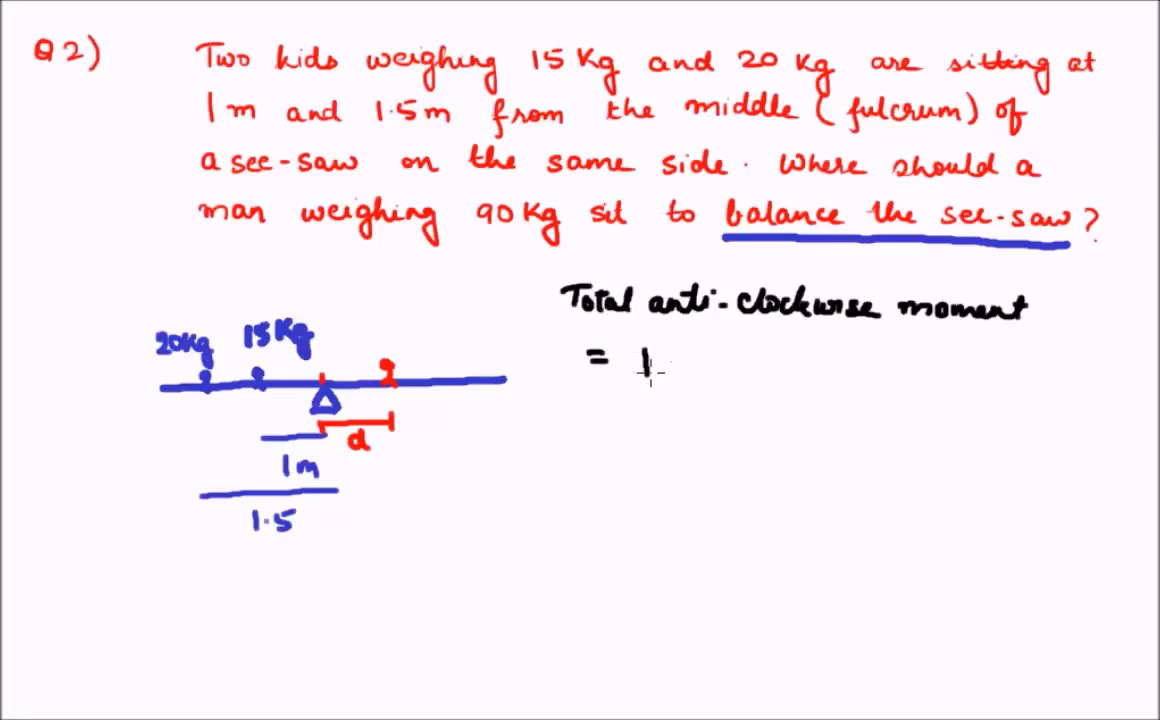 Q2) Two kids weighing 15 Kg and 20 Kg are sitting at
1m and 1.5m from the middle (fulcrum) of
a see-saw on the same side. Where should a
man weighing 90 Kg sit to balance the see-saw?
Total anti-clockwise moment
= 1
20Kg 15Kg
d
1m
1.5